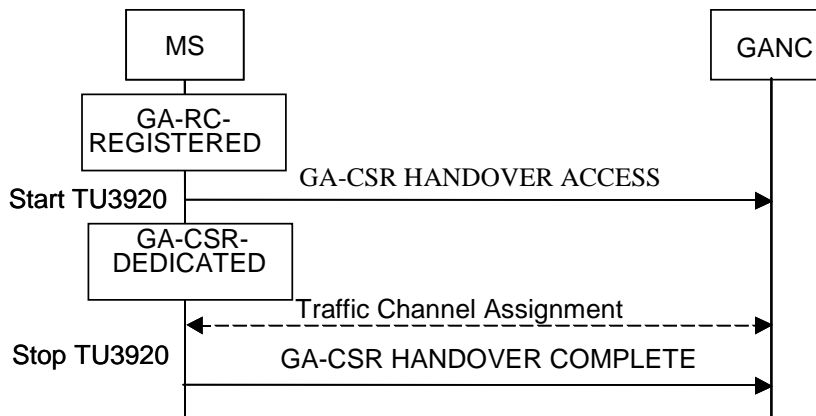 MS
GANC
GA-RC-
REGISTERED
GA-CSR HANDOVER ACCESS
Start TU3920
GA-CSR-
DEDICATED
Traffic Channel Assignment
Stop TU3920
GA-CSR HANDOVER COMPLETE